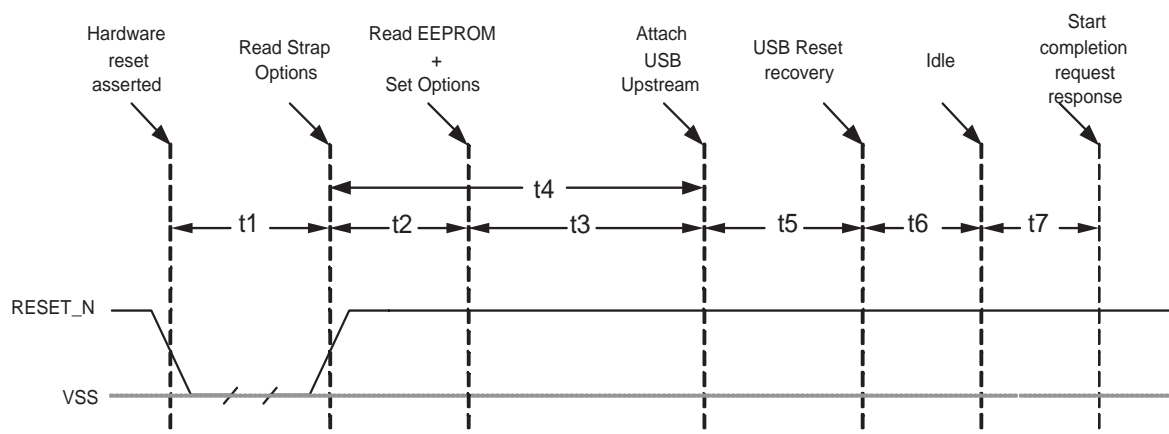 Hardware
reset
asserted
Read Strap
Options
Read EEPROM
+
Set Options
Attach
USB
Upstream
USB Reset
recovery
Idle
Start
completion
request
response
t4
t1
t2
t3
t5
t6
t7
RESET_N
VSS